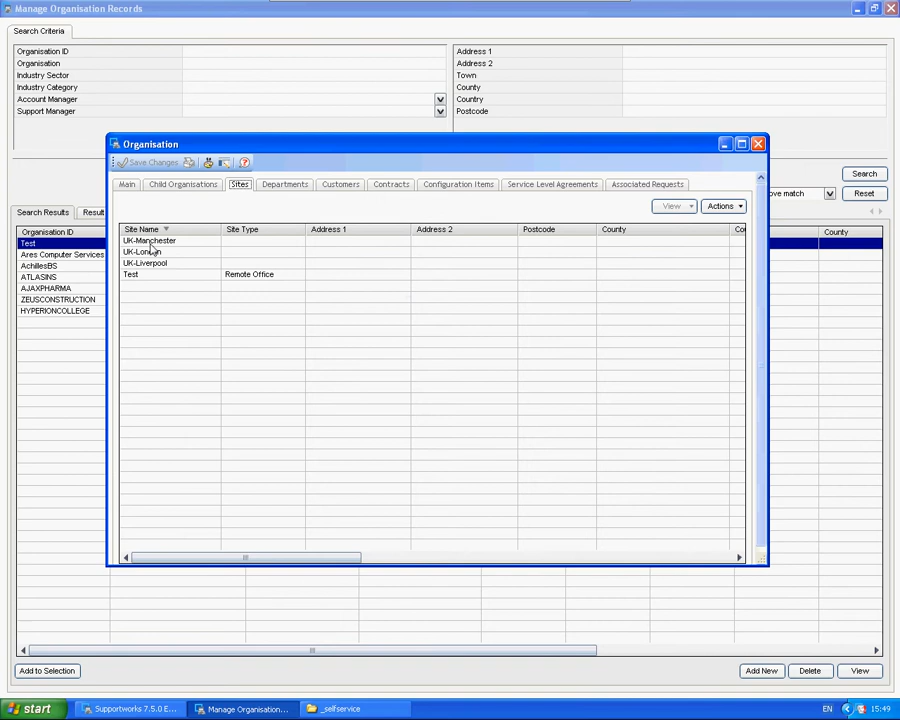 Manage Organisation Records
Search Criteria
Organisation ID
Organisation
Industry Sector
Industry Category
Account Manager
Support Manager
Address 1
Address 2
Town
County
Country
Postcode
Search
ove match
Reset
Search Results
Result
Organisation ID
County
Test
Ares Computer Services
AchillesBS
ATLASINS
AJAXPHARMA
ZEUSCONSTRUCTION
HYPERIONCOLLEGE
Organisation
Save Changes
Main
Child Organisations
Sites
Departments
Customers
Contracts
Configuration Items
Service Level Agreements
Associated Requests
View
Actions
Site Name
Site Type
Address 1
Address 2
Postcode
County
Cou
UK-Manchester
UK-London
UK-Liverpool
Test Remote Office
Add to Selection
Add New
Delete
View
start
Supportworks 7.5.0 E...
Manage Organisation...
_selfservice
EN
15:49